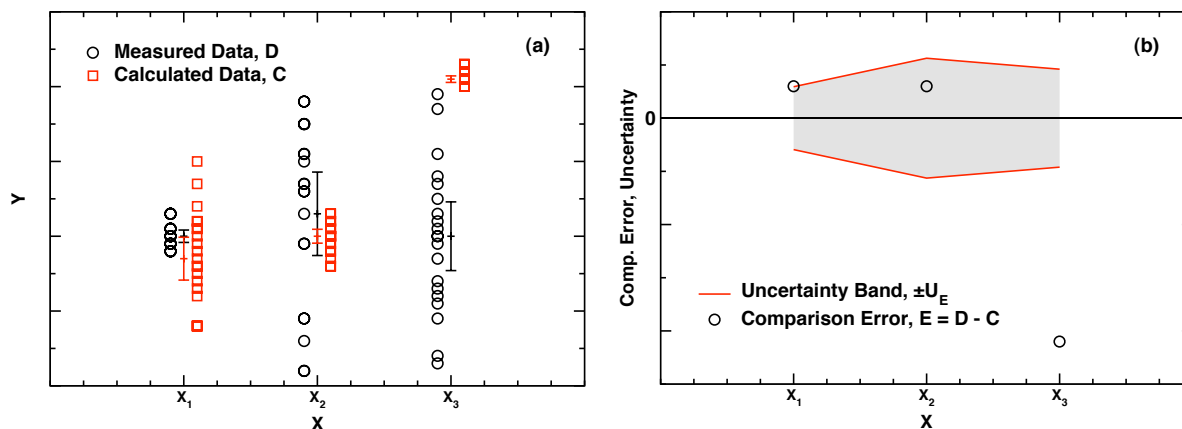 (a)
Measured Data, D
Calculated Data, C
Y
X1 X2 X3
X
(b)
0
Comp. Error, Uncertainty
Uncertainty Band, ±UE
Comparison Error, E = D - C
X1 X2 X3
X